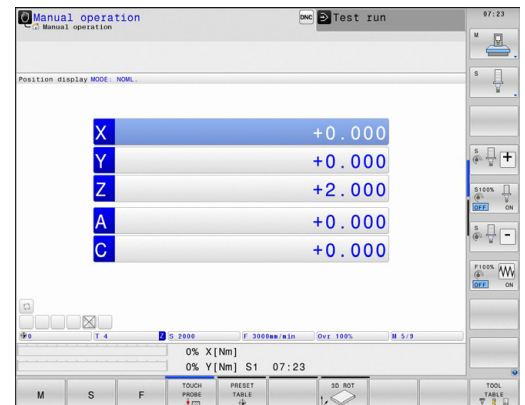 Manual operation
DNC
Test run
07:23
Manual operation
M
Position display MODE: NOML.
S
X +0.000
Y +0.000
Z +2.000
A +0.000
C +0.000
S
+
S100%
OFF ON
S
-
F100%
OFF ON
0 T 4 Z S 2000 F 3000mm/min Ovr 100% M 5/9
0% X[Nm]
0% Y[Nm] S1 07:23
M
S
F
TOUCH PROBE
PRESET TABLE
3D ROT
TOOL TABLE